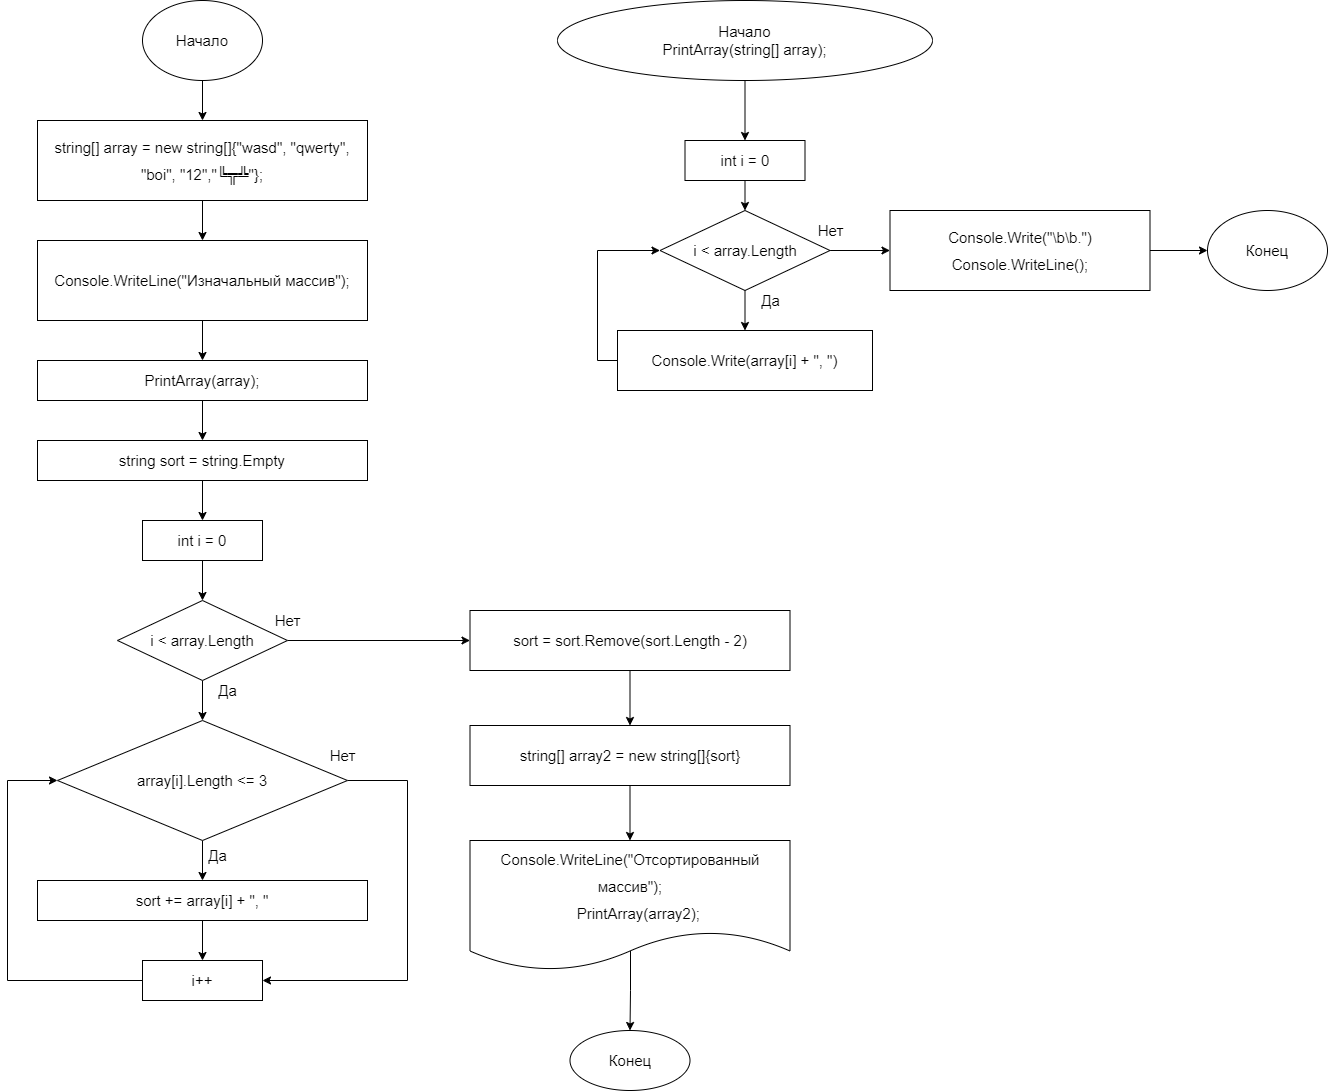 Начало
string[] array = new string[]{"wasd", "qwerty",
"boi", "12","╚╦╩"};
Console.WriteLine("Изначальный массив");
PrintArray(array);
string sort = string.Empty
int i = 0
i < array.Length
Нет
Да
array[i].Length <= 3
Нет
Да
sort += array[i] + ", "
i++
sort = sort.Remove(sort.Length - 2)
string[] array2 = new string[]{sort}
Console.WriteLine("Отсортированный
массив");
PrintArray(array2);
Конец
Начало
PrintArray(string[] array);
int i = 0
i < array.Length
Нет
Да
Console.Write(array[i] + ", ")
Console.Write("\b\b.")
Console.WriteLine();
Конец